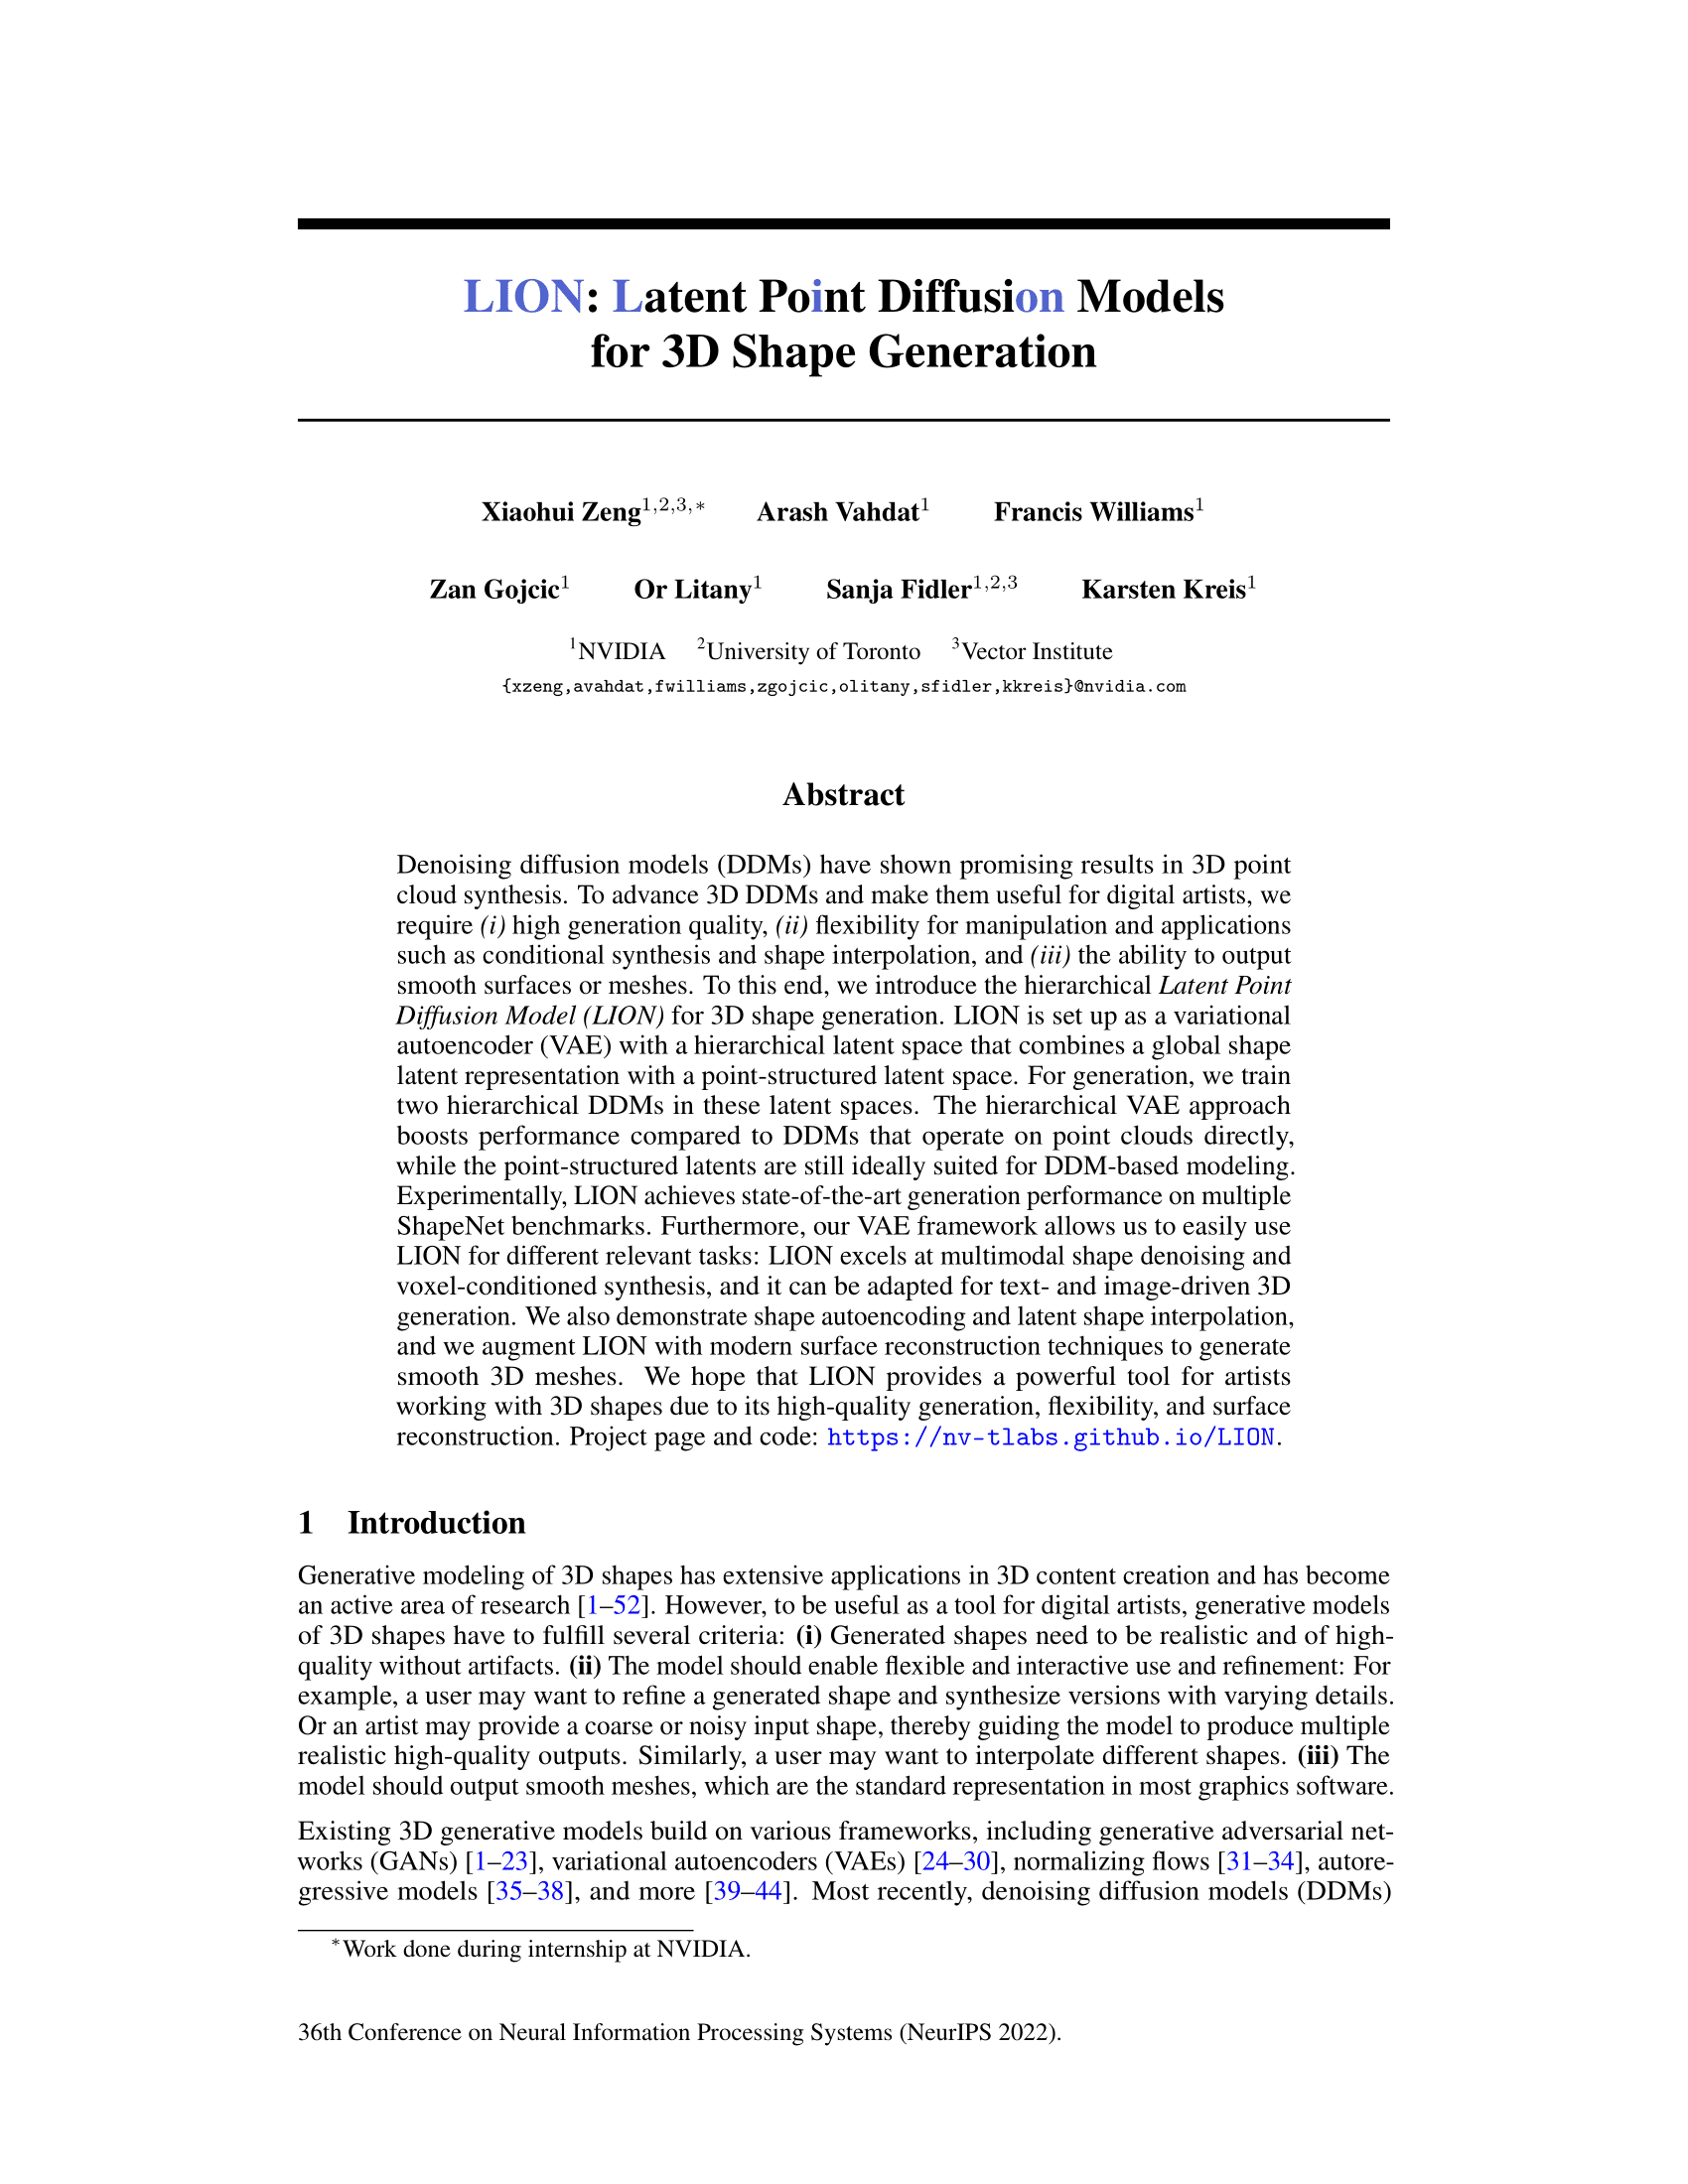 LION: Latent Point Diffusion Models
for 3D Shape Generation
Xiaohui Zeng1,2,3,* Arash Vahdat1 Francis Williams1
Zan Gojcic1 Or Litany1 Sanja Fidler1,2,3 Karsten Kreis1
1NVIDIA 2University of Toronto 3Vector Institute
{xzeng,avahdat,fwilliams,zgojcic,olitany,sfidler,kkreis}@nvidia.com
Abstract
Denoising diffusion models (DDMs) have shown promising results in 3D point
cloud synthesis. To advance 3D DDMs and make them useful for digital artists, we
require (i) high generation quality, (ii) flexibility for manipulation and applications
such as conditional synthesis and shape interpolation, and (iii) the ability to output
smooth surfaces or meshes. To this end, we introduce the hierarchical Latent Point
Diffusion Model (LION) for 3D shape generation. LION is set up as a variational
autoencoder (VAE) with a hierarchical latent space that combines a global shape
latent representation with a point-structured latent space. For generation, we train
two hierarchical DDMs in these latent spaces. The hierarchical VAE approach
boosts performance compared to DDMs that operate on point clouds directly,
while the point-structured latents are still ideally suited for DDM-based modeling.
Experimentally, LION achieves state-of-the-art generation performance on multiple
ShapeNet benchmarks. Furthermore, our VAE framework allows us to easily use
LION for different relevant tasks: LION excels at multimodal shape denoising and
voxel-conditioned synthesis, and it can be adapted for text- and image-driven 3D
generation. We also demonstrate shape autoencoding and latent shape interpolation,
and we augment LION with modern surface reconstruction techniques to generate
smooth 3D meshes. We hope that LION provides a powerful tool for artists
working with 3D shapes due to its high-quality generation, flexibility, and surface
reconstruction. Project page and code: https://nv-tlabs.github.io/LION.
1 Introduction
Generative modeling of 3D shapes has extensive applications in 3D content creation and has become
an active area of research [1–52]. However, to be useful as a tool for digital artists, generative models
of 3D shapes have to fulfill several criteria: (i) Generated shapes need to be realistic and of high-
quality without artifacts. (ii) The model should enable flexible and interactive use and refinement: For
example, a user may want to refine a generated shape and synthesize versions with varying details.
Or an artist may provide a coarse or noisy input shape, thereby guiding the model to produce multiple
realistic high-quality outputs. Similarly, a user may want to interpolate different shapes. (iii) The
model should output smooth meshes, which are the standard representation in most graphics software.
Existing 3D generative models build on various frameworks, including generative adversarial net-
works (GANs) [1–23], variational autoencoders (VAEs) [24–30], normalizing flows [31–34], autore-
gressive models [35–38], and more [39–44]. Most recently, denoising diffusion models (DDMs)
*Work done during internship at NVIDIA.
36th Conference on Neural Information Processing Systems (NeurIPS 2022).